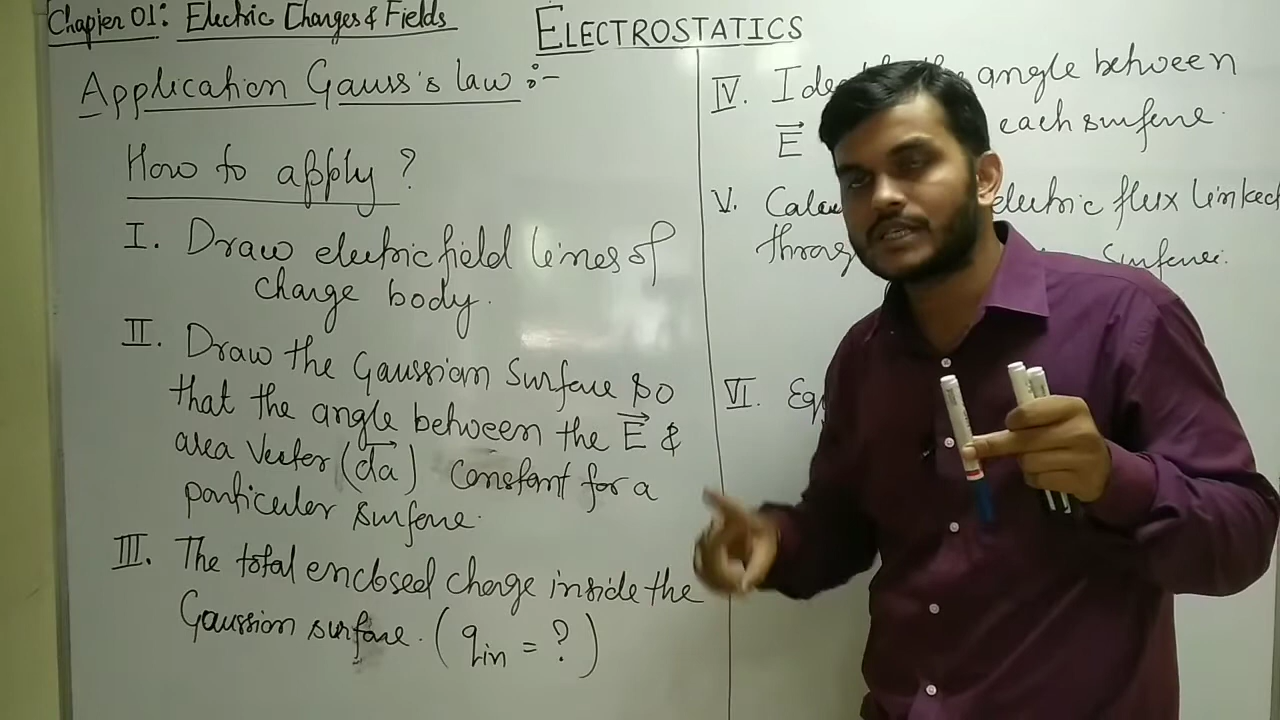 Chapter 01: Electric Charges & Fields
ELECTROSTATICS
Application Gauss's law :-
How to apply ?
I. Draw electric field lines of
charge body.
II. Draw the Gaussian Surface so
that the angle between the E⃗ &
area vector (da⃗) constant for a
particular surface.
III. The total enclosed charge inside the
Gaussian surface. ( qin = ? )
IV. the angle between
E⃗ each surface.
V. electric flux linked
surface.
VI.